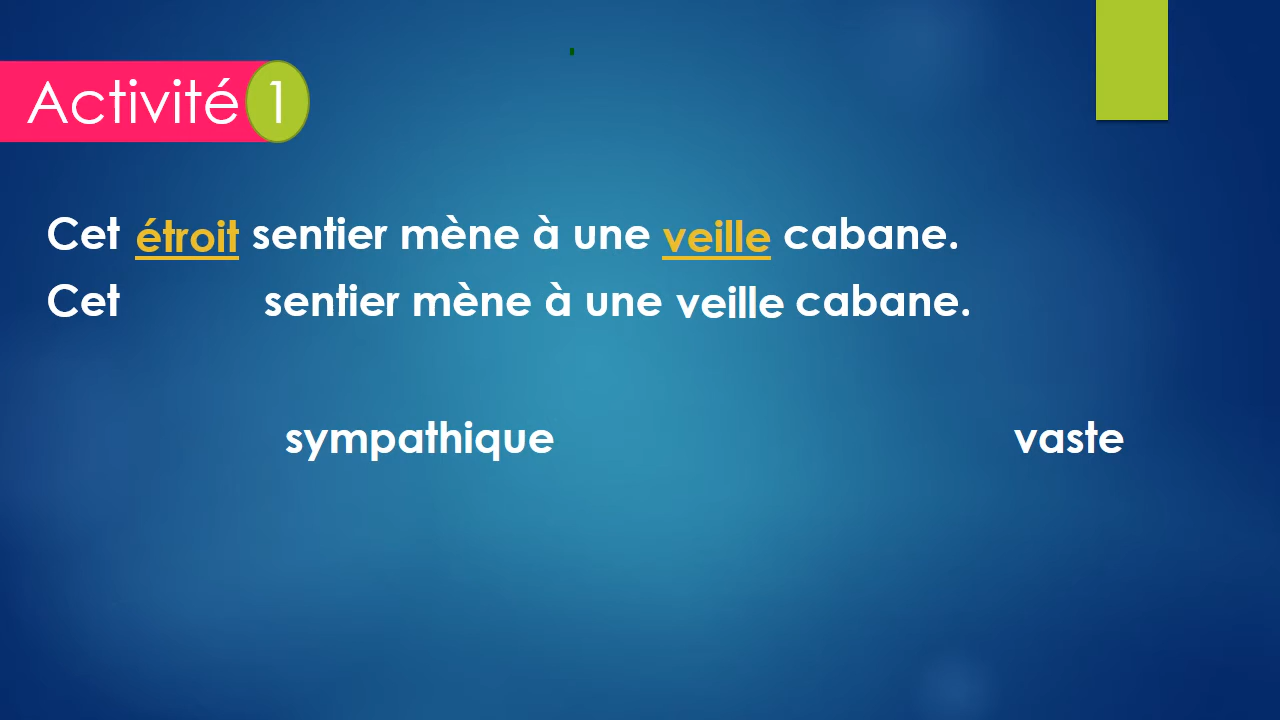 Activité 1
Cet étroit sentier mène à une veille cabane.
Cet sentier mène à une veille cabane.
sympathique vaste